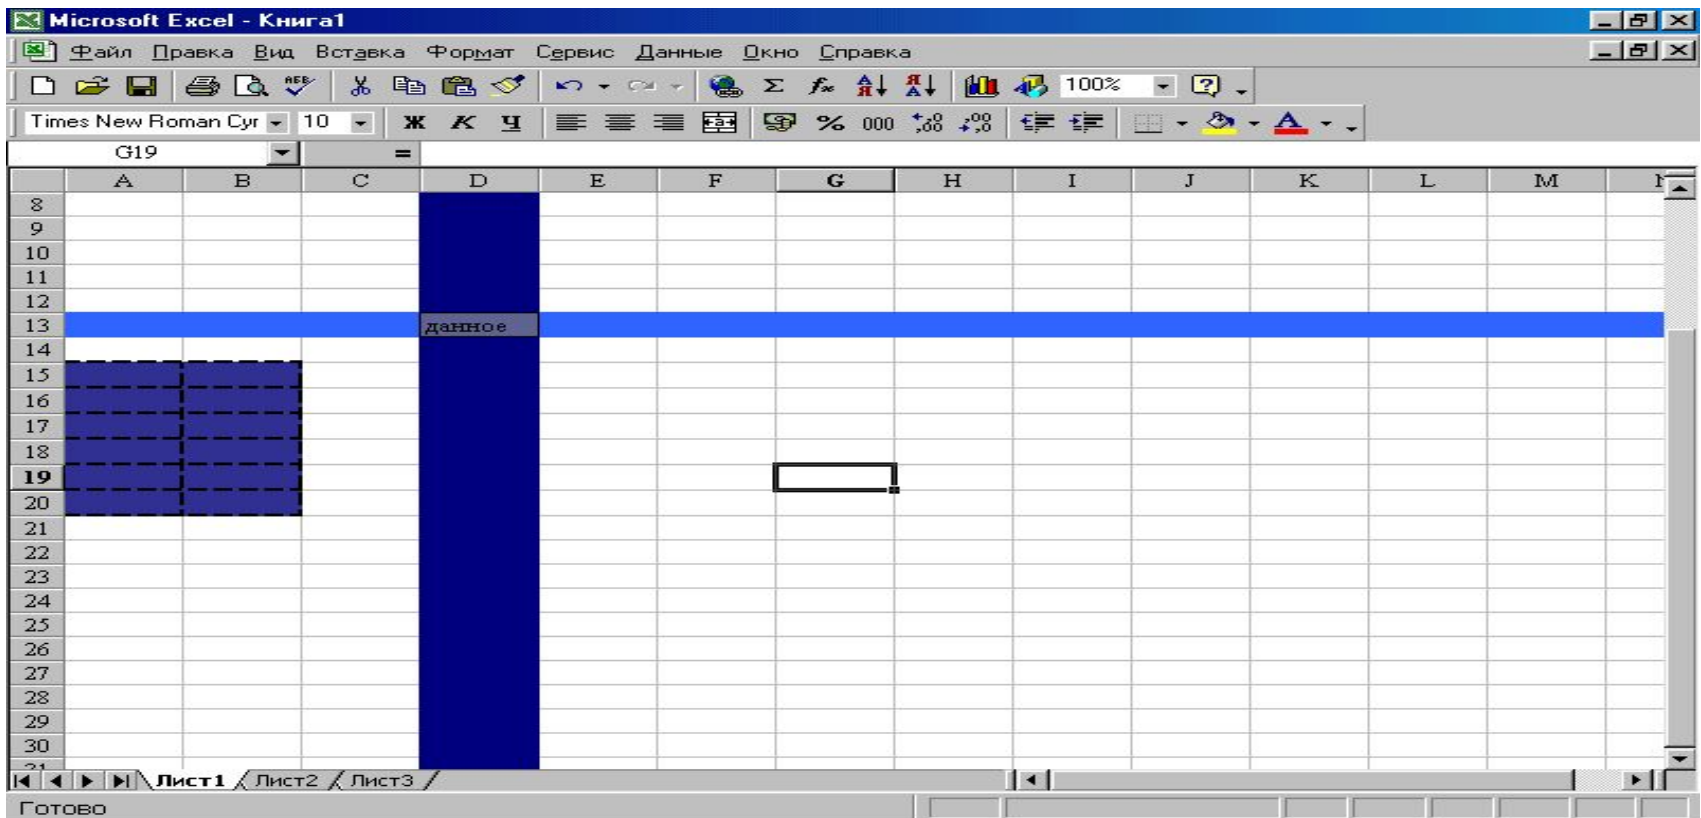 Microsoft Excel - Книга1
Файл Правка Вид Вставка Формат Сервис Данные Окно Справка
100%
Times New Roman Cyr 10 Ж К Ч % 000
G19 =
A B C D E F G H I J K L M
8
9
10
11
12
13 данное
14
15
16
17
18
19
20
21
22
23
24
25
26
27
28
29
30
Лист1 Лист2 Лист3
Готово